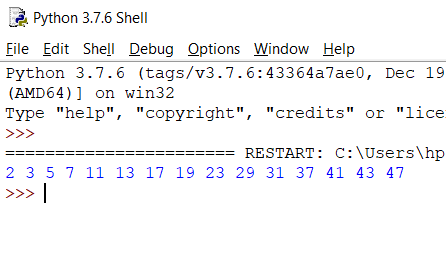 Python 3.7.6 Shell
File Edit Shell Debug Options Window Help
Python 3.7.6 (tags/v3.7.6:43364a7ae0, Dec 19
(AMD64)] on win32
Type "help", "copyright", "credits" or "lice
>>>
======================= RESTART: C:\Users\hp
2 3 5 7 11 13 17 19 23 29 31 37 41 43 47
>>>